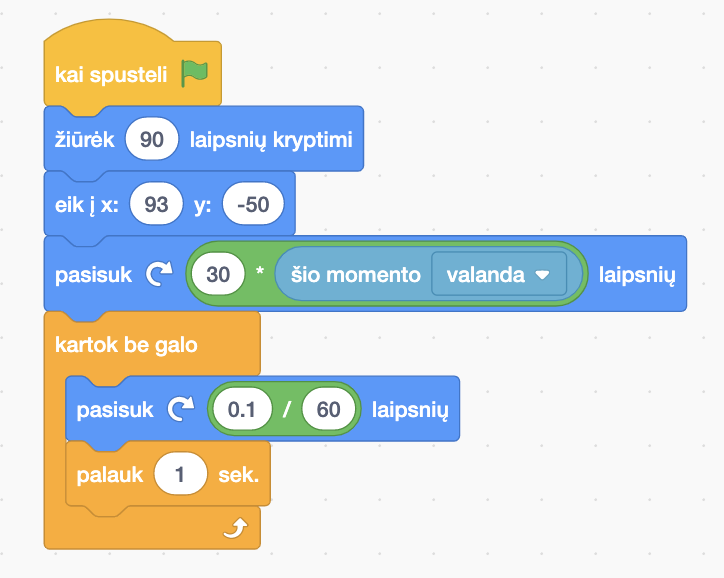 kai spusteli
žiūrėk 90 laipsnių kryptimi
eik į x: 93 y: -50
pasisuk 30 * šio momento valanda laipsnių
kartok be galo
pasisuk 0.1 / 60 laipsnių
palauk 1 sek.